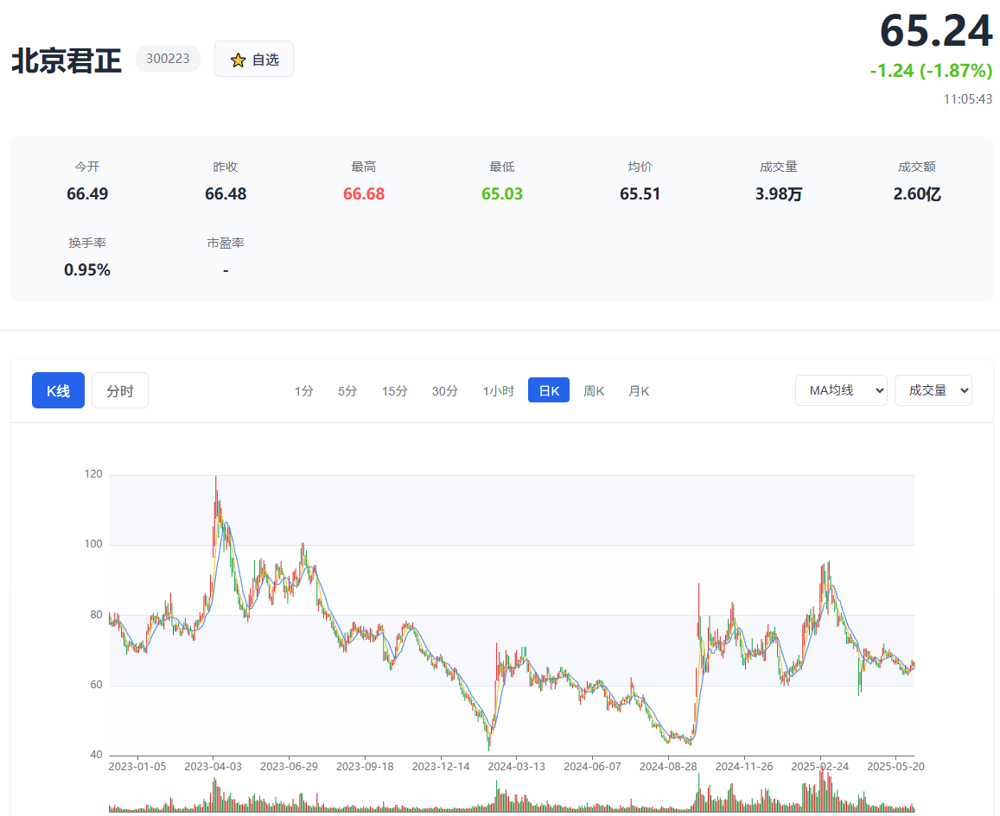 65.24
北京君正 300223 自选
-1.24 (-1.87%)
11:05:43
今开 昨收 最高 最低 均价 成交量 成交额
66.49 66.48 66.68 65.03 65.51 3.98万 2.60亿
换手率 市盈率
0.95% -
K线 分时 1分 5分 15分 30分 1小时 日K 周K 月K MA均线 成交量
120
100
80
60
40
2023-01-05 2023-04-03 2023-06-29 2023-09-18 2023-12-14 2024-03-13 2024-06-07 2024-08-28 2024-11-26 2025-02-24 2025-05-20